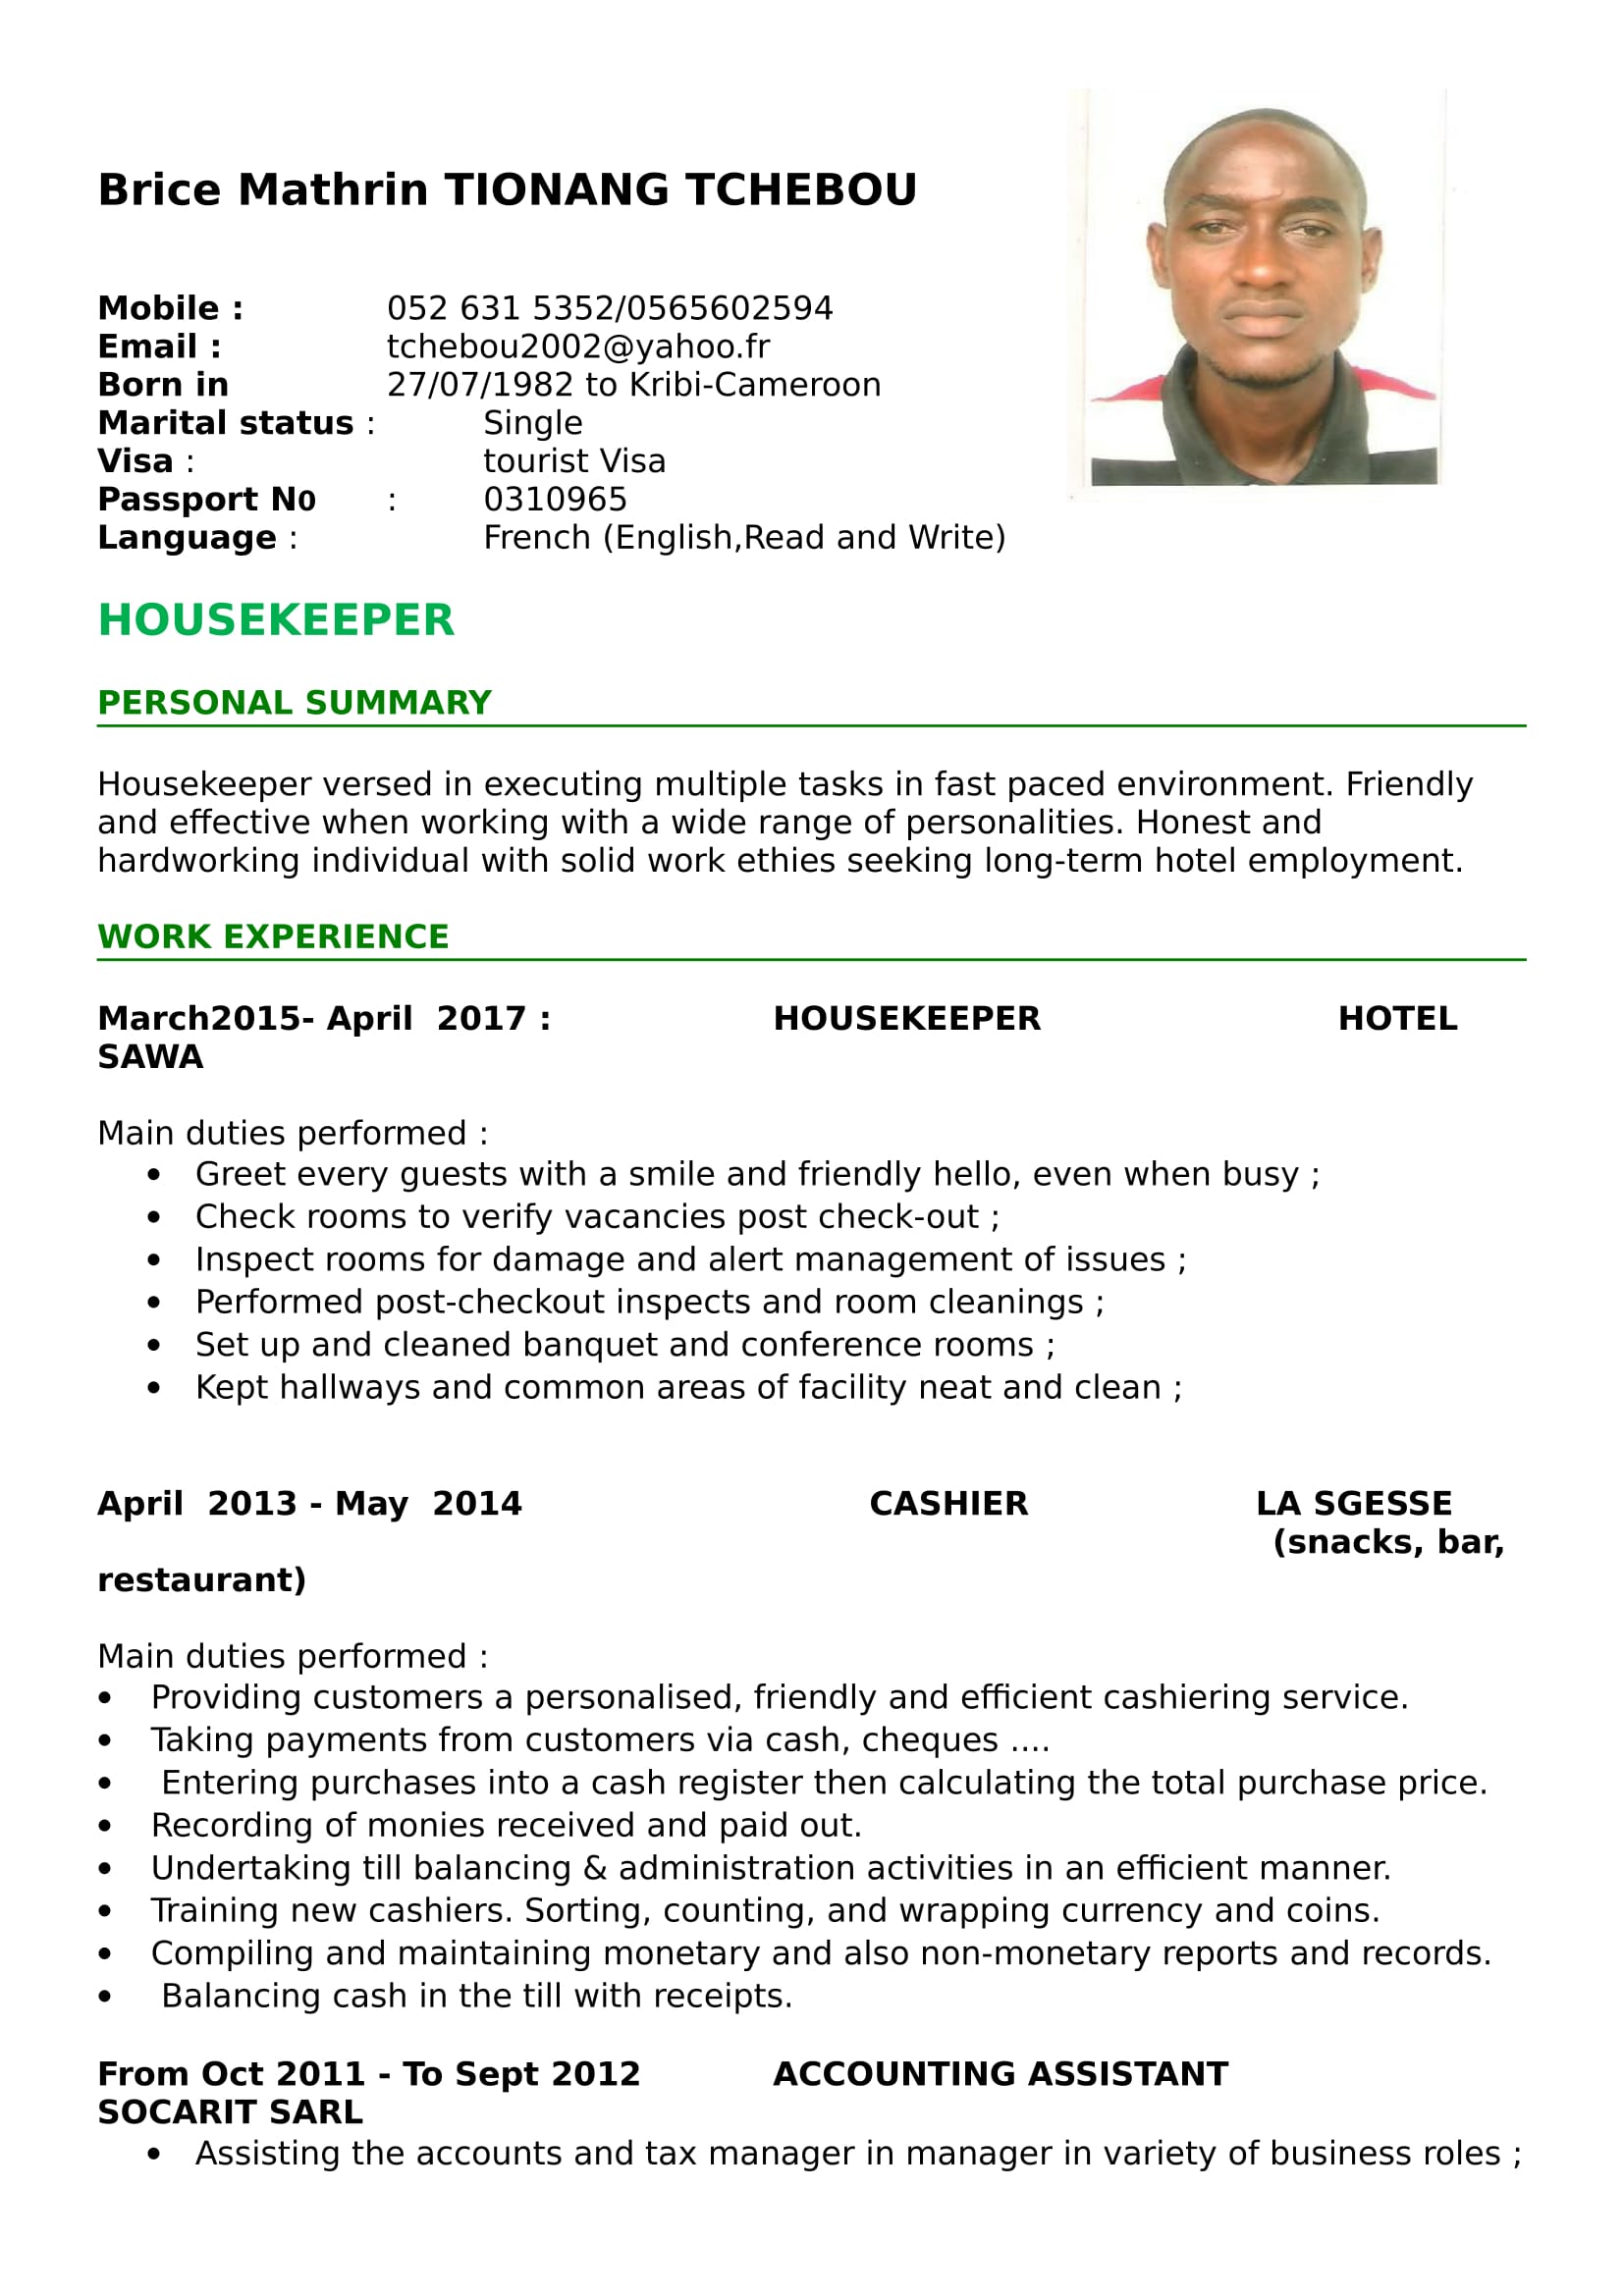 Brice Mathrin TIONANG TCHEBOU
Mobile : 052 631 5352/0565602594
Email : tchebou2002@yahoo.fr
Born in 27/07/1982 to Kribi-Cameroon
Marital status : Single
Visa : tourist Visa
Passport N0 : 0310965
Language : French (English,Read and Write)
HOUSEKEEPER
PERSONAL SUMMARY
Housekeeper versed in executing multiple tasks in fast paced environment. Friendly
and effective when working with a wide range of personalities. Honest and
hardworking individual with solid work ethies seeking long-term hotel employment.
WORK EXPERIENCE
March2015- April 2017 : HOUSEKEEPER HOTEL
SAWA
Main duties performed :
• Greet every guests with a smile and friendly hello, even when busy ;
• Check rooms to verify vacancies post check-out ;
• Inspect rooms for damage and alert management of issues ;
• Performed post-checkout inspects and room cleanings ;
• Set up and cleaned banquet and conference rooms ;
• Kept hallways and common areas of facility neat and clean ;
April 2013 - May 2014 CASHIER LA SGESSE
(snacks, bar,
restaurant)
Main duties performed :
• Providing customers a personalised, friendly and efficient cashiering service.
• Taking payments from customers via cash, cheques ....
• Entering purchases into a cash register then calculating the total purchase price.
• Recording of monies received and paid out.
• Undertaking till balancing & administration activities in an efficient manner.
• Training new cashiers. Sorting, counting, and wrapping currency and coins.
• Compiling and maintaining monetary and also non-monetary reports and records.
• Balancing cash in the till with receipts.
From Oct 2011 - To Sept 2012 ACCOUNTING ASSISTANT
SOCARIT SARL
• Assisting the accounts and tax manager in manager in variety of business roles ;